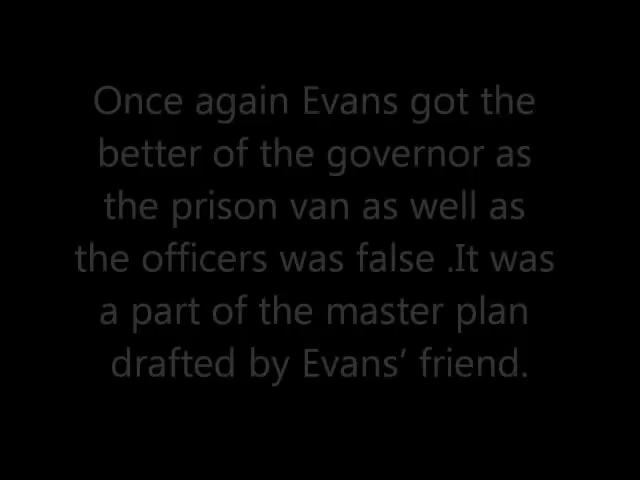 Once again Evans got the
better of the governor as
the prison van as well as
the officers was false .It was
a part of the master plan
drafted by Evans’ friend.